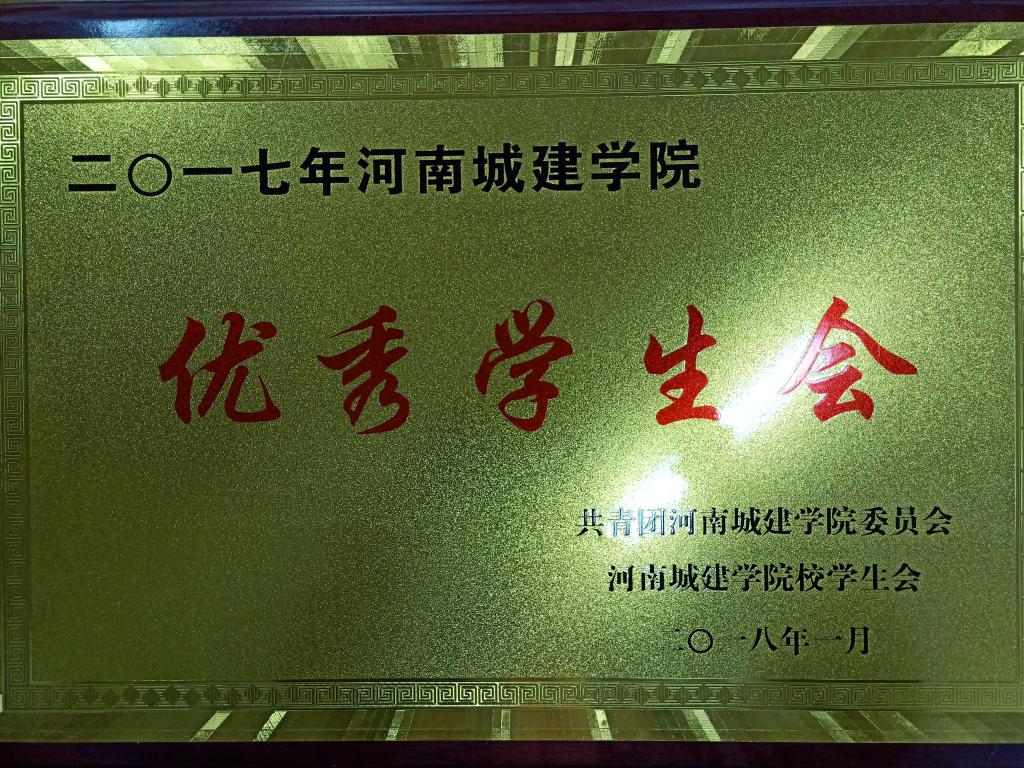 二〇一七年河南城建学院
优秀学生会
共青团河南城建学院委员会
河南城建学院校学生会
二〇一八年一月